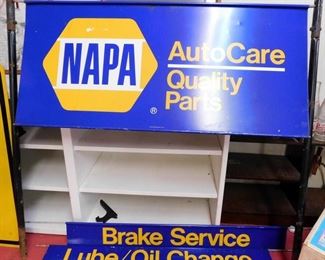 NAPA
AutoCare
Quality
Parts
®
Brake Service
Lube/Oil Change